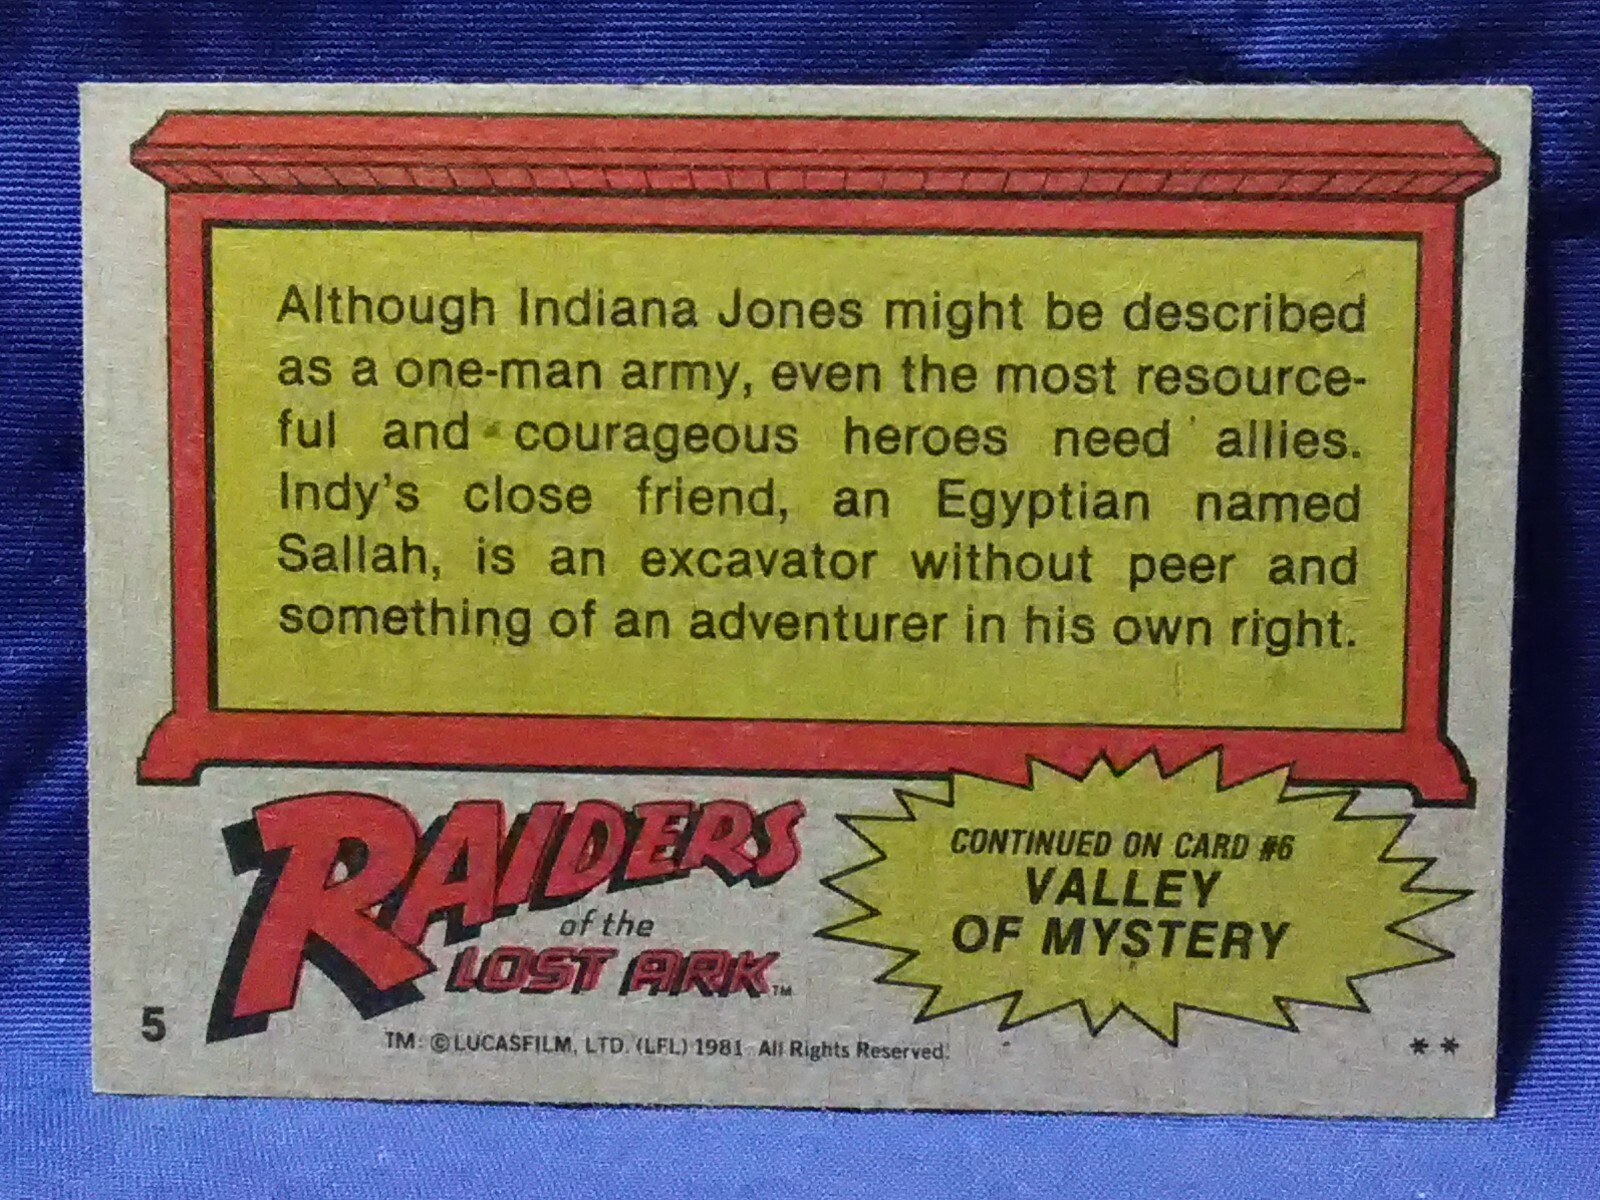 Although Indiana Jones might be described
as a one-man army, even the most resource-
ful and courageous heroes need allies.
Indy's close friend, an Egyptian named
Sallah, is an excavator without peer and
something of an adventurer in his own right.
RAIDERS
of the
LOST ARK™
CONTINUED ON CARD #6
VALLEY
OF MYSTERY
5
TM: ©LUCASFILM, LTD. (LFL) 1981 All Rights Reserved.
* *